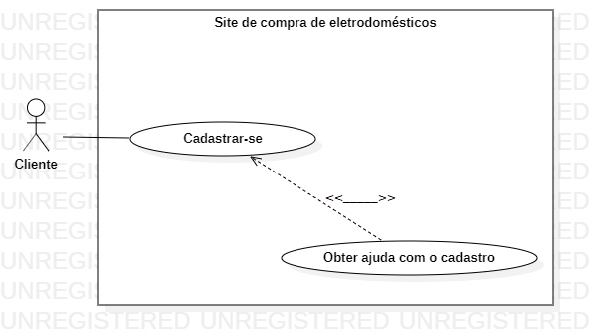 Site de compra de eletrodomésticos
Cadastrar-se
Cliente
<<_____>>
Obter ajuda com o cadastro
UNREGISTERED UNREGISTERED UNREGISTERED